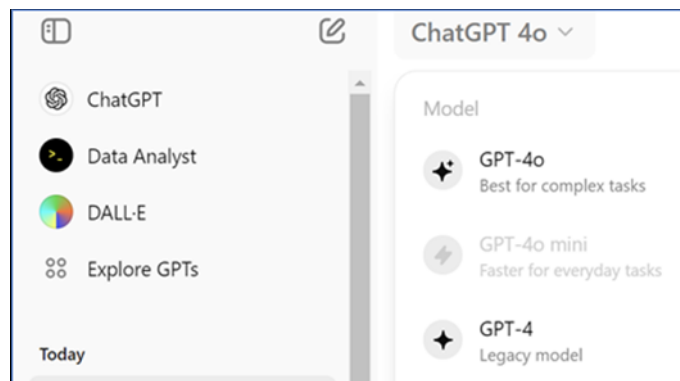 ChatGPT 4o
ChatGPT
Data Analyst
DALL·E
Explore GPTs
Today
Model
GPT-4o
Best for complex tasks
GPT-4o mini
Faster for everyday tasks
GPT-4
Legacy model